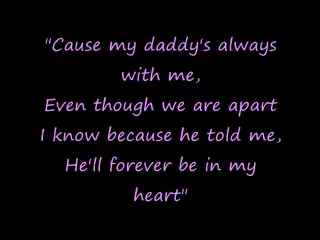 "Cause my daddy's always
with me,
Even though we are apart
I know because he told me,
He'll forever be in my
heart"